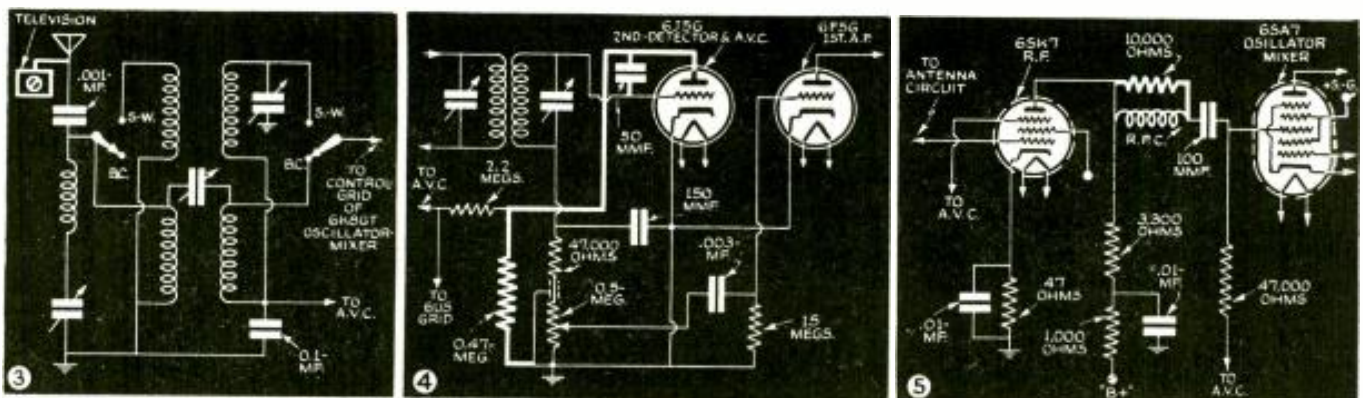 TELEVISION
.001-
MF.
S-W.
S.-W.
B.C.
B.C.
TO
CONTROL
GRID
OF
6K8GT
OSCILLATOR-
MIXER
TO
A.V.C.
0.1-
MF.
3
6J5G
2ND-DETECTOR & A.V.C.
6F5G
1ST. A.F.
50
MMF.
2.2
MEGS.
TO
A.V.C.
150
MMF.
47,000
OHMS
.003-
MF.
TO
6U5
GRID
0.5-
MEG.
0.47-
MEG.
15
MEGS.
4
6SK7
R.F.
10,000
OHMS
6SA7
OSILLATOR
MIXER
TO
ANTENNA
CIRCUIT
+S.-G.
R.F.C.
100
MMF.
TO
A.V.C.
3,300
OHMS
.01-
MF.
47
OHMS
.01-
MF.
1,000
OHMS
47,000
OHMS
"B+"
TO
A.V.C.
5